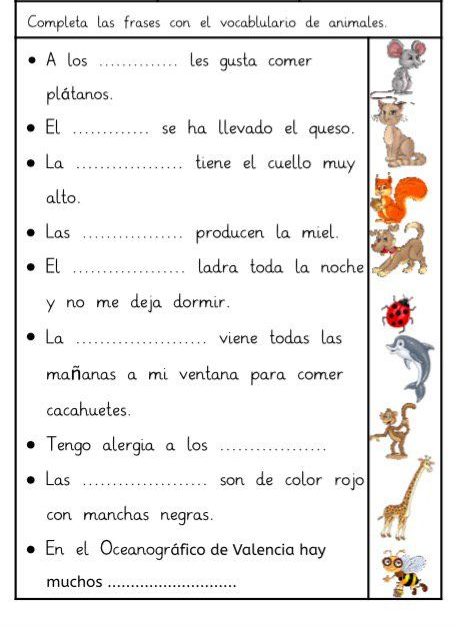 Completa las frases con el vocablulario de animales.
• A los .............. les gusta comer
plátanos.
• El ............. se ha llevado el queso.
• La .................. tiene el cuello muy
alto.
• Las ................. producen la miel.
• El ................... ladra toda la noche
y no me deja dormir.
• La ...................... viene todas las
mañanas a mi ventana para comer
cacahuetes.
• Tengo alergia a los ..................
• Las ..................... son de color rojo
con manchas negras.
• En el Oceanográfico de Valencia hay
muchos ............................